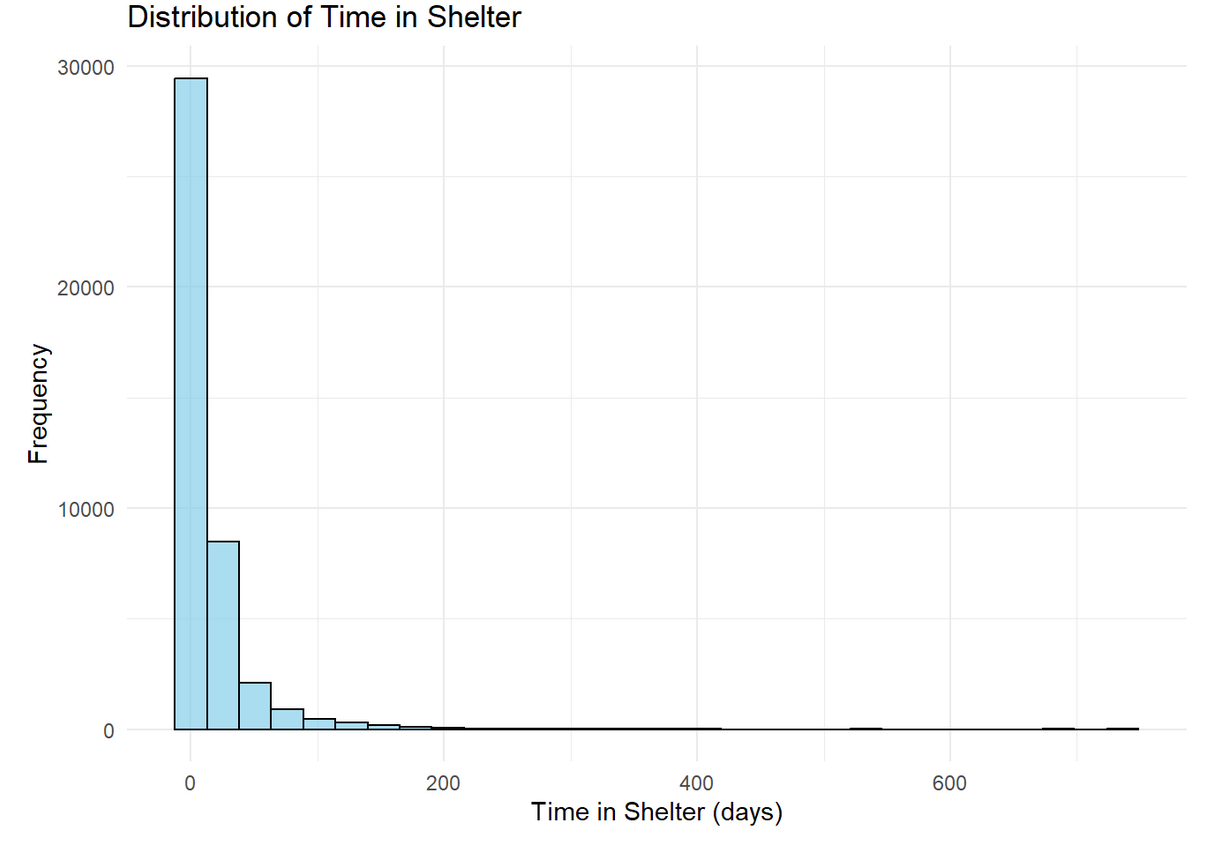 Distribution of Time in Shelter
30000
20000
10000
0
Frequency
0 200 400 600
Time in Shelter (days)